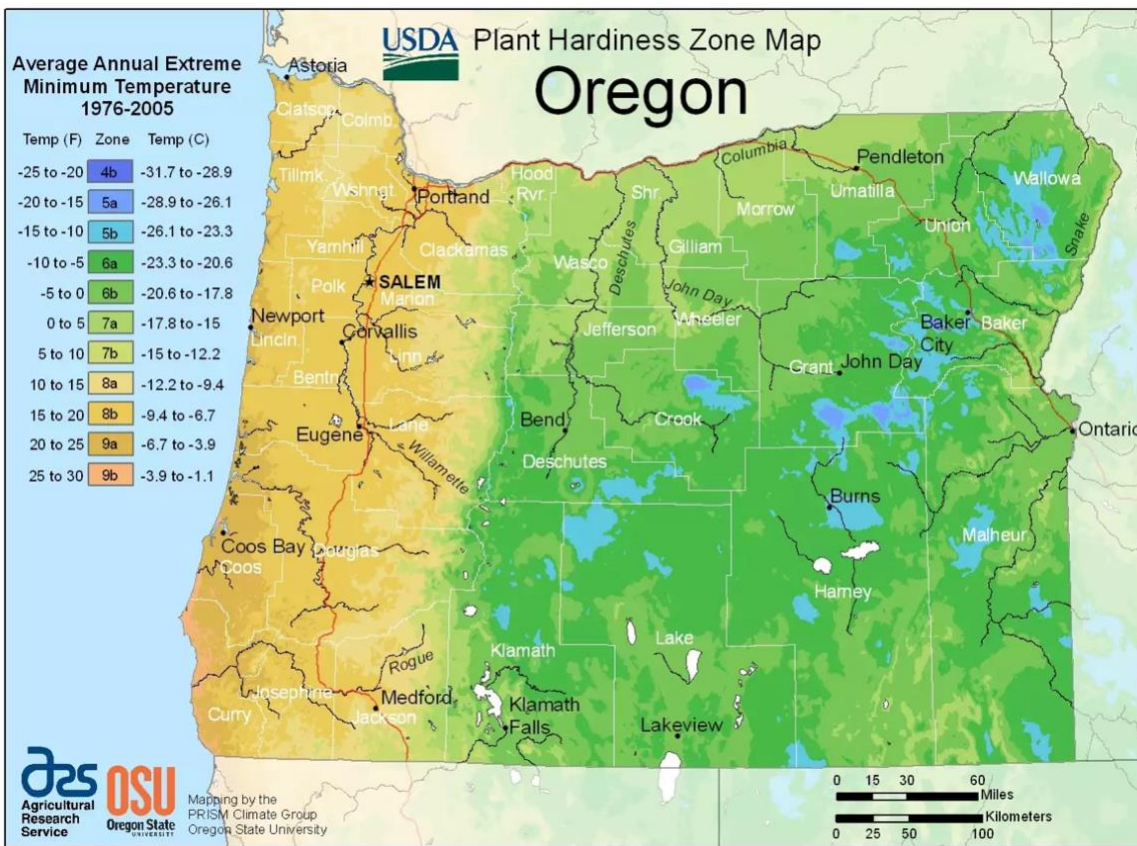 USDA
Plant Hardiness Zone Map
Oregon
Average Annual Extreme
Minimum Temperature
1976-2005
Temp (F) Zone Temp (C)
-25 to -20 4b -31.7 to -28.9
-20 to -15 5a -28.9 to -26.1
-15 to -10 5b -26.1 to -23.3
-10 to -5 6a -23.3 to -20.6
-5 to 0 6b -20.6 to -17.8
0 to 5 7a -17.8 to -15
5 to 10 7b -15 to -12.2
10 to 15 8a -12.2 to -9.4
15 to 20 8b -9.4 to -6.7
20 to 25 9a -6.7 to -3.9
25 to 30 9b -3.9 to -1.1
Astoria
Clatsop
Colmb.
Tillmk.
Wshngt.
Portland
Hood
Rvr.
Shr.
Columbia
Pendleton
Umatilla
Wallowa
Morrow
Union
Snake
Yamhill
Clackamas
Wasco
Deschutes
Gilliam
Polk
SALEM
Marion
John Day
Newport
Lincln.
Corvallis
Linn
Jefferson
Wheeler
Baker
City
Baker
Bentn.
Grant
John Day
Eugene
Lane
Bend
Crook
Ontario
Willamette
Deschutes
Burns
Coos Bay
Coos
Douglas
Malheur
Harney
Rogue
Klamath
Lake
Josephine
Medford
Klamath
Falls
Curry
Jackson
Lakeview
ars
Agricultural
Research
Service
OSU
Oregon State
UNIVERSITY
Mapping by the
PRISM Climate Group
Oregon State University
0 15 30 60
Miles
Kilometers
0 25 50 100